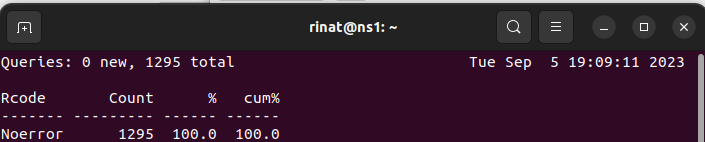 rinat@ns1: ~
Queries: 0 new, 1295 total                          Tue Sep  5 19:09:11 2023
Rcode        Count      %   cum%
------- --------- ------ ------
Noerror       1295  100.0  100.0